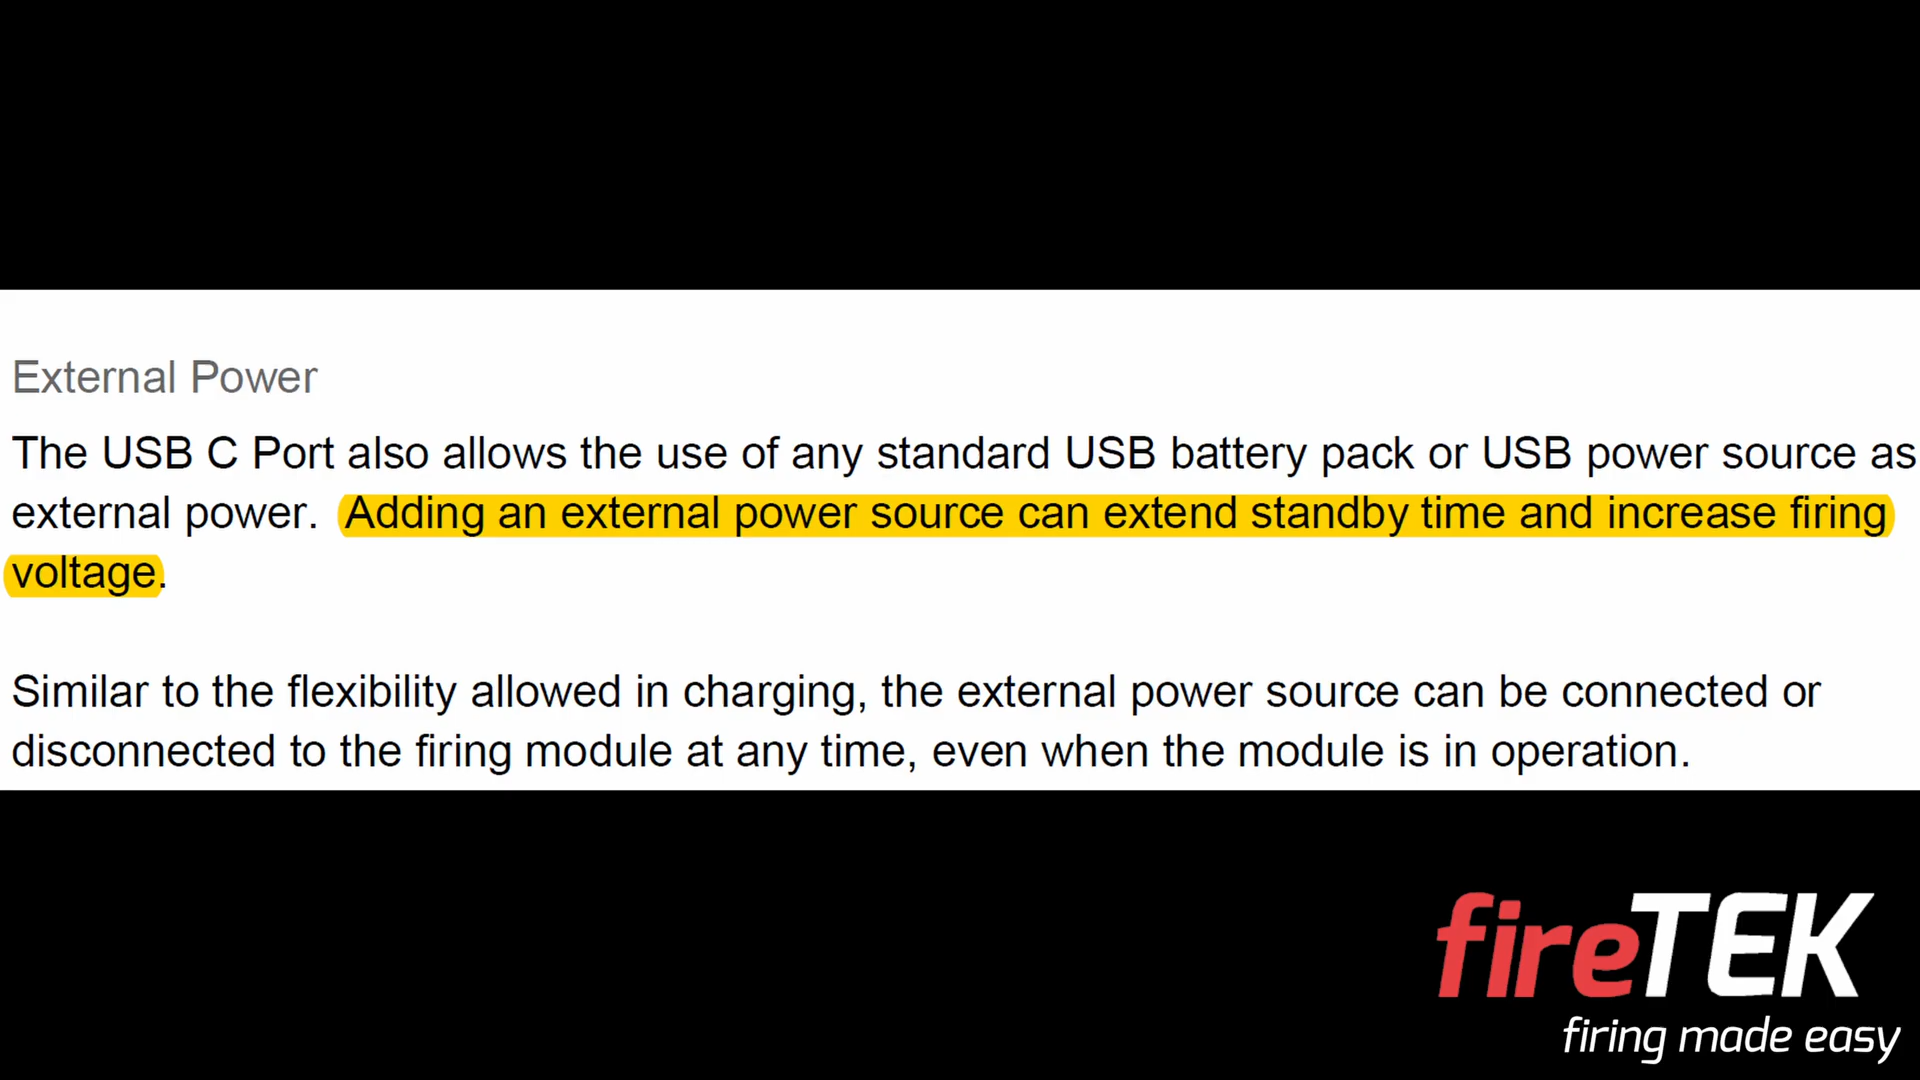 External Power
The USB C Port also allows the use of any standard USB battery pack or USB power source as
external power. Adding an external power source can extend standby time and increase firing
voltage.
Similar to the flexibility allowed in charging, the external power source can be connected or
disconnected to the firing module at any time, even when the module is in operation.
fireTEK
firing made easy